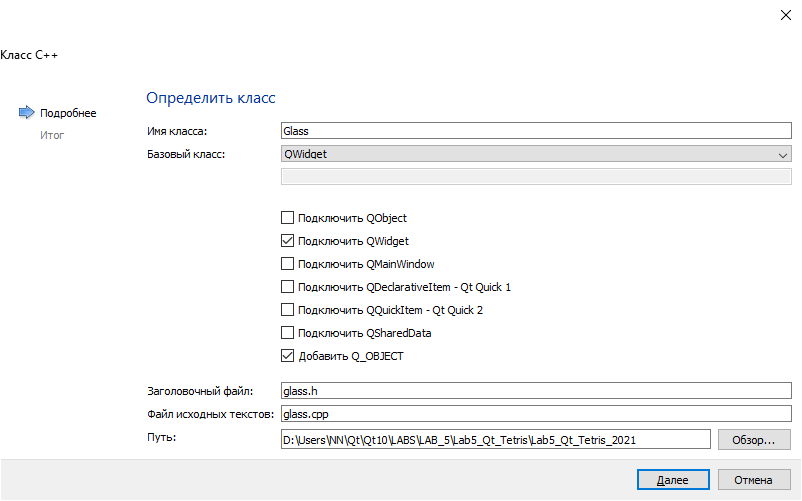 Класс C++
Подробнее
Итог
Определить класс
Имя класса: Glass
Базовый класс: QWidget
Подключить QObject
Подключить QWidget
Подключить QMainWindow
Подключить QDeclarativeItem - Qt Quick 1
Подключить QQuickItem - Qt Quick 2
Подключить QSharedData
Добавить Q_OBJECT
Заголовочный файл: glass.h
Файл исходных текстов: glass.cpp
Путь: D:\Users\NN\Qt\Qt10\LABS\LAB_5\Lab5_Qt_Tetris\Lab5_Qt_Tetris_2021 Обзор...
Далее Отмена